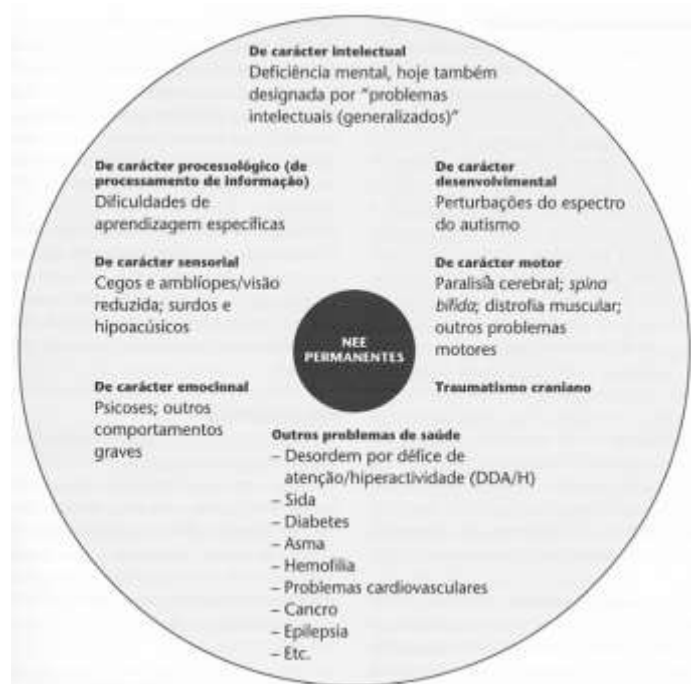 De carácter intelectual
Deficiência mental, hoje também
designada por "problemas
intelectuais (generalizados)"
De carácter processológico (de
processamento de informação)
Dificuldades de
aprendizagem específicas
De carácter desenvolvimental
Perturbações do espectro
do autismo
De carácter sensorial
Cegos e amblíopes/visão
reduzida; surdos e
hipoacúsicos
De carácter motor
Paralisia cerebral; spina
bífida; distrofia muscular;
outros problemas
motores
NEE
PERMANENTES
De carácter emocional
Psicoses; outros
comportamentos
graves
Traumatismo craniano
Outros problemas de saúde
– Desordem por défice de
atenção/hiperactividade (DDA/H)
– Sida
– Diabetes
– Asma
– Hemofilia
– Problemas cardiovasculares
– Cancro
– Epilepsia
– Etc.